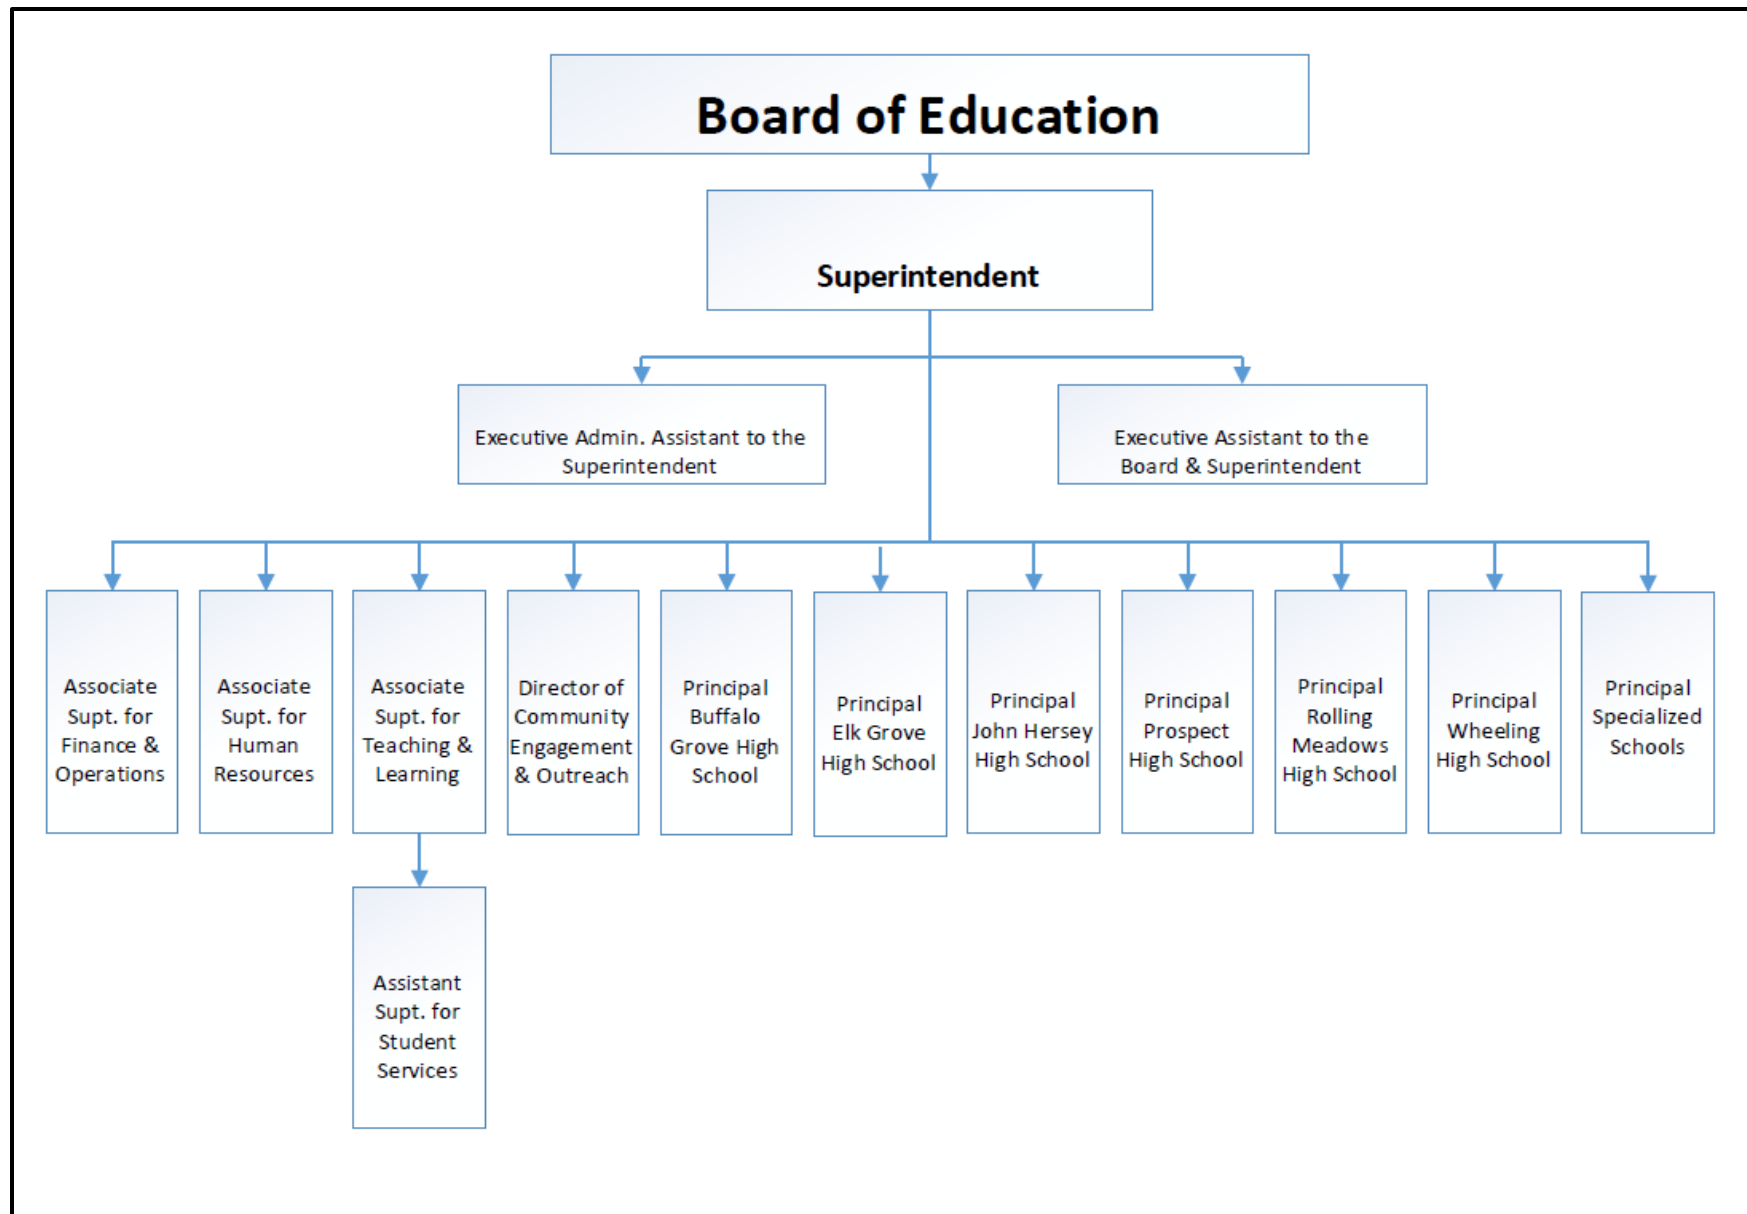 Board of Education
Superintendent
Executive Admin. Assistant to the
Superintendent
Executive Assistant to the
Board & Superintendent
Associate
Supt. for
Finance &
Operations
Associate
Supt. for
Human
Resources
Associate
Supt. for
Teaching &
Learning
Director of
Community
Engagement
& Outreach
Principal
Buffalo
Grove High
School
Principal
Elk Grove
High School
Principal
John Hersey
High School
Principal
Prospect
High School
Principal
Rolling
Meadows
High School
Principal
Wheeling
High School
Principal
Specialized
Schools
Assistant
Supt. for
Student
Services